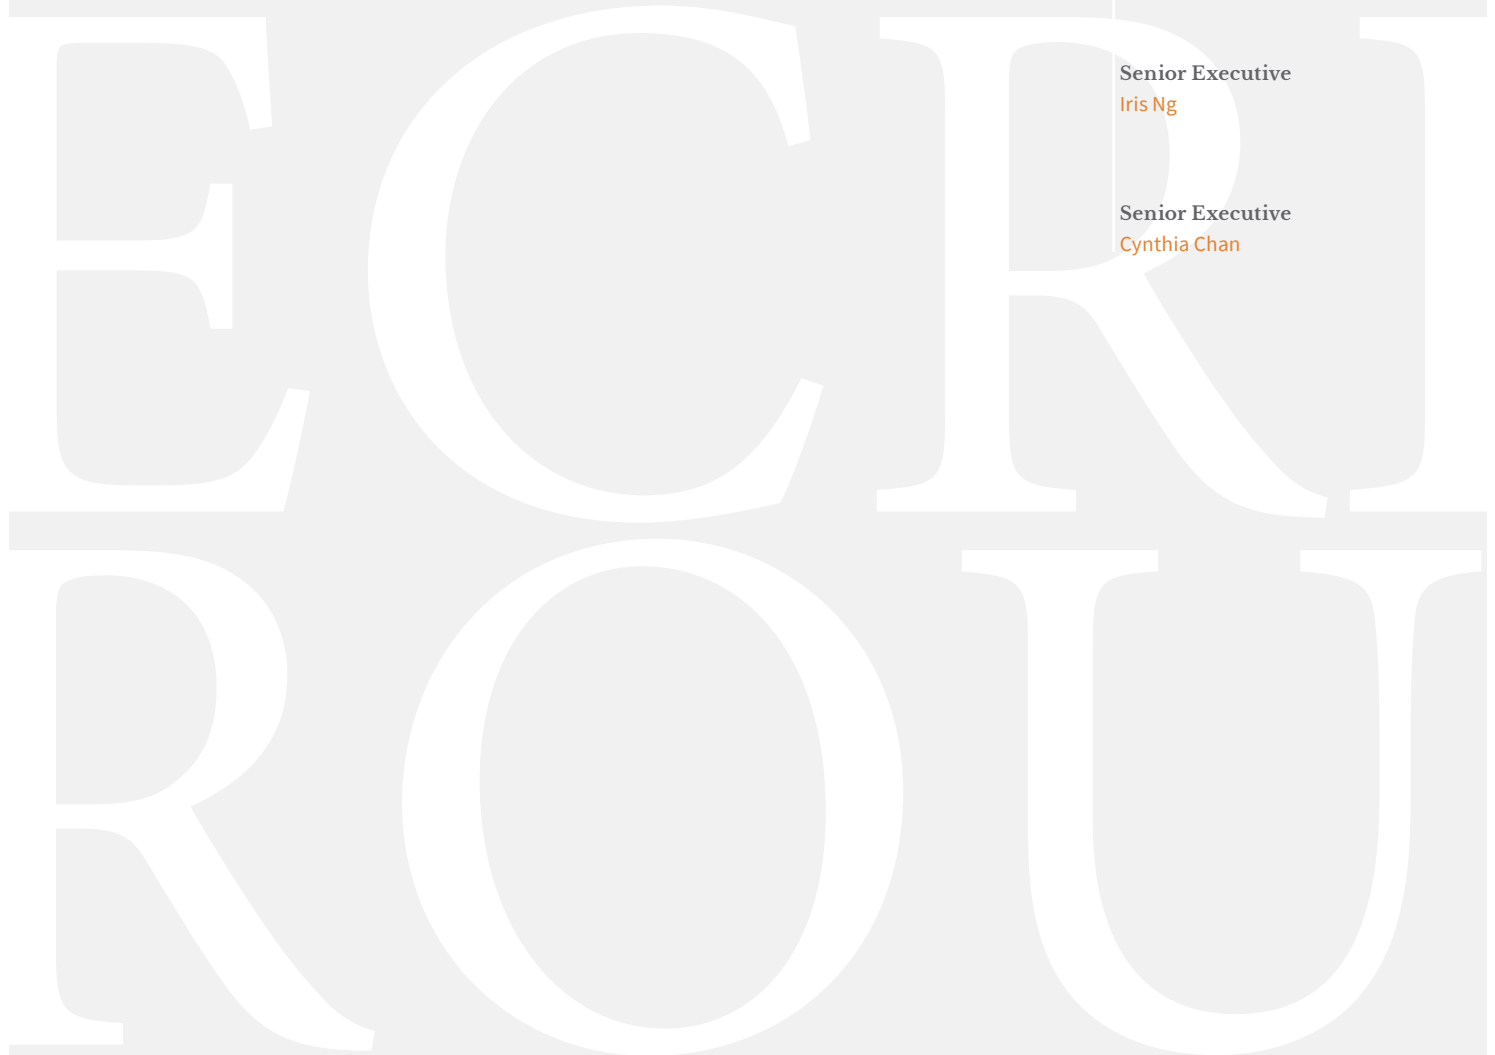 ECRI
Senior Executive
Iris Ng
Senior Executive
Cynthia Chan
ROU